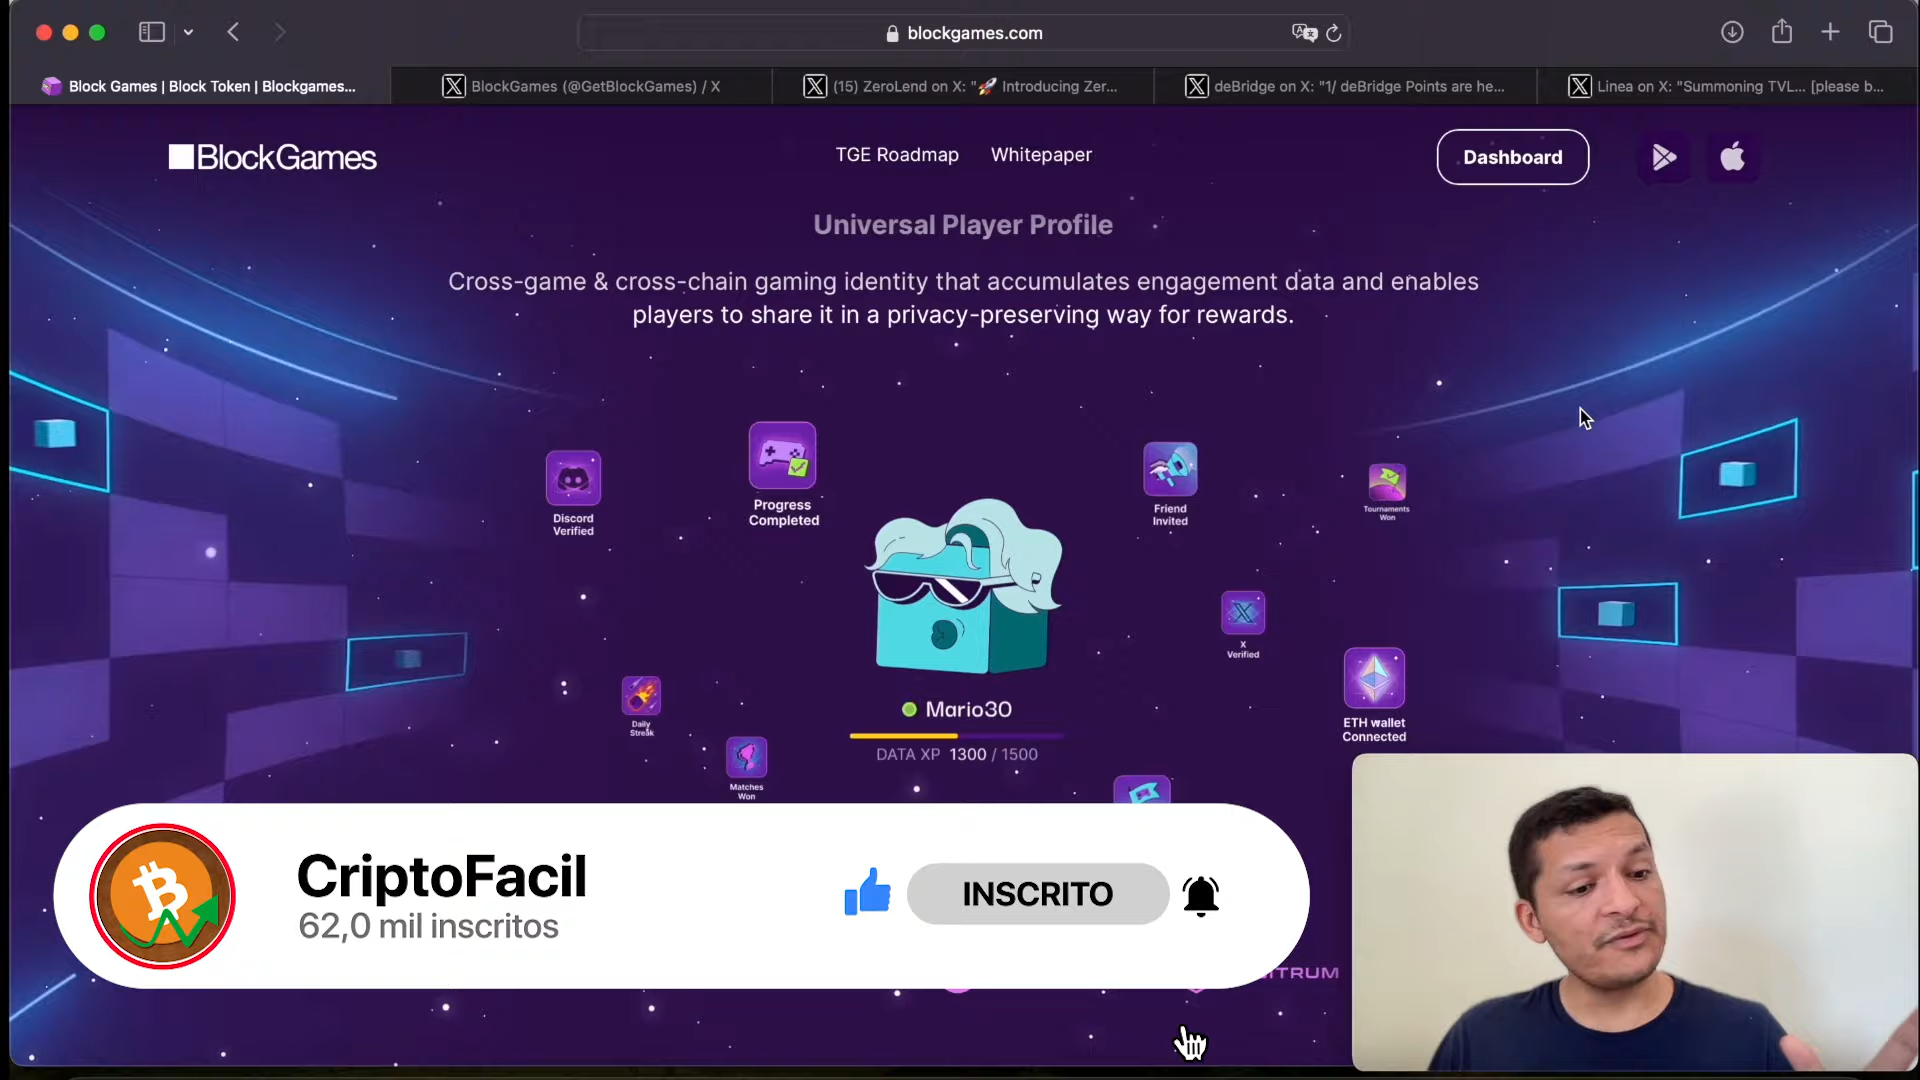 blockgames.com
Block Games | Block Token | Blockgames...
BlockGames (@GetBlockGames) / X
(15) ZeroLend on X: "🚀 Introducing Zer...
deBridge on X: "1/ deBridge Points are he...
Linea on X: "Summoning TVL... [please b...
BlockGames
TGE Roadmap
Whitepaper
Dashboard
Universal Player Profile
Cross-game & cross-chain gaming identity that accumulates engagement data and enables
players to share it in a privacy-preserving way for rewards.
Discord
Verified
Progress
Completed
Friend
Invited
Tournaments
Won
X
Verified
Daily
Streak
ETH wallet
Connected
Matches
Won
Mario30
DATA XP 1300 / 1500
CriptoFacil
62,0 mil inscritos
INSCRITO
ITRUM